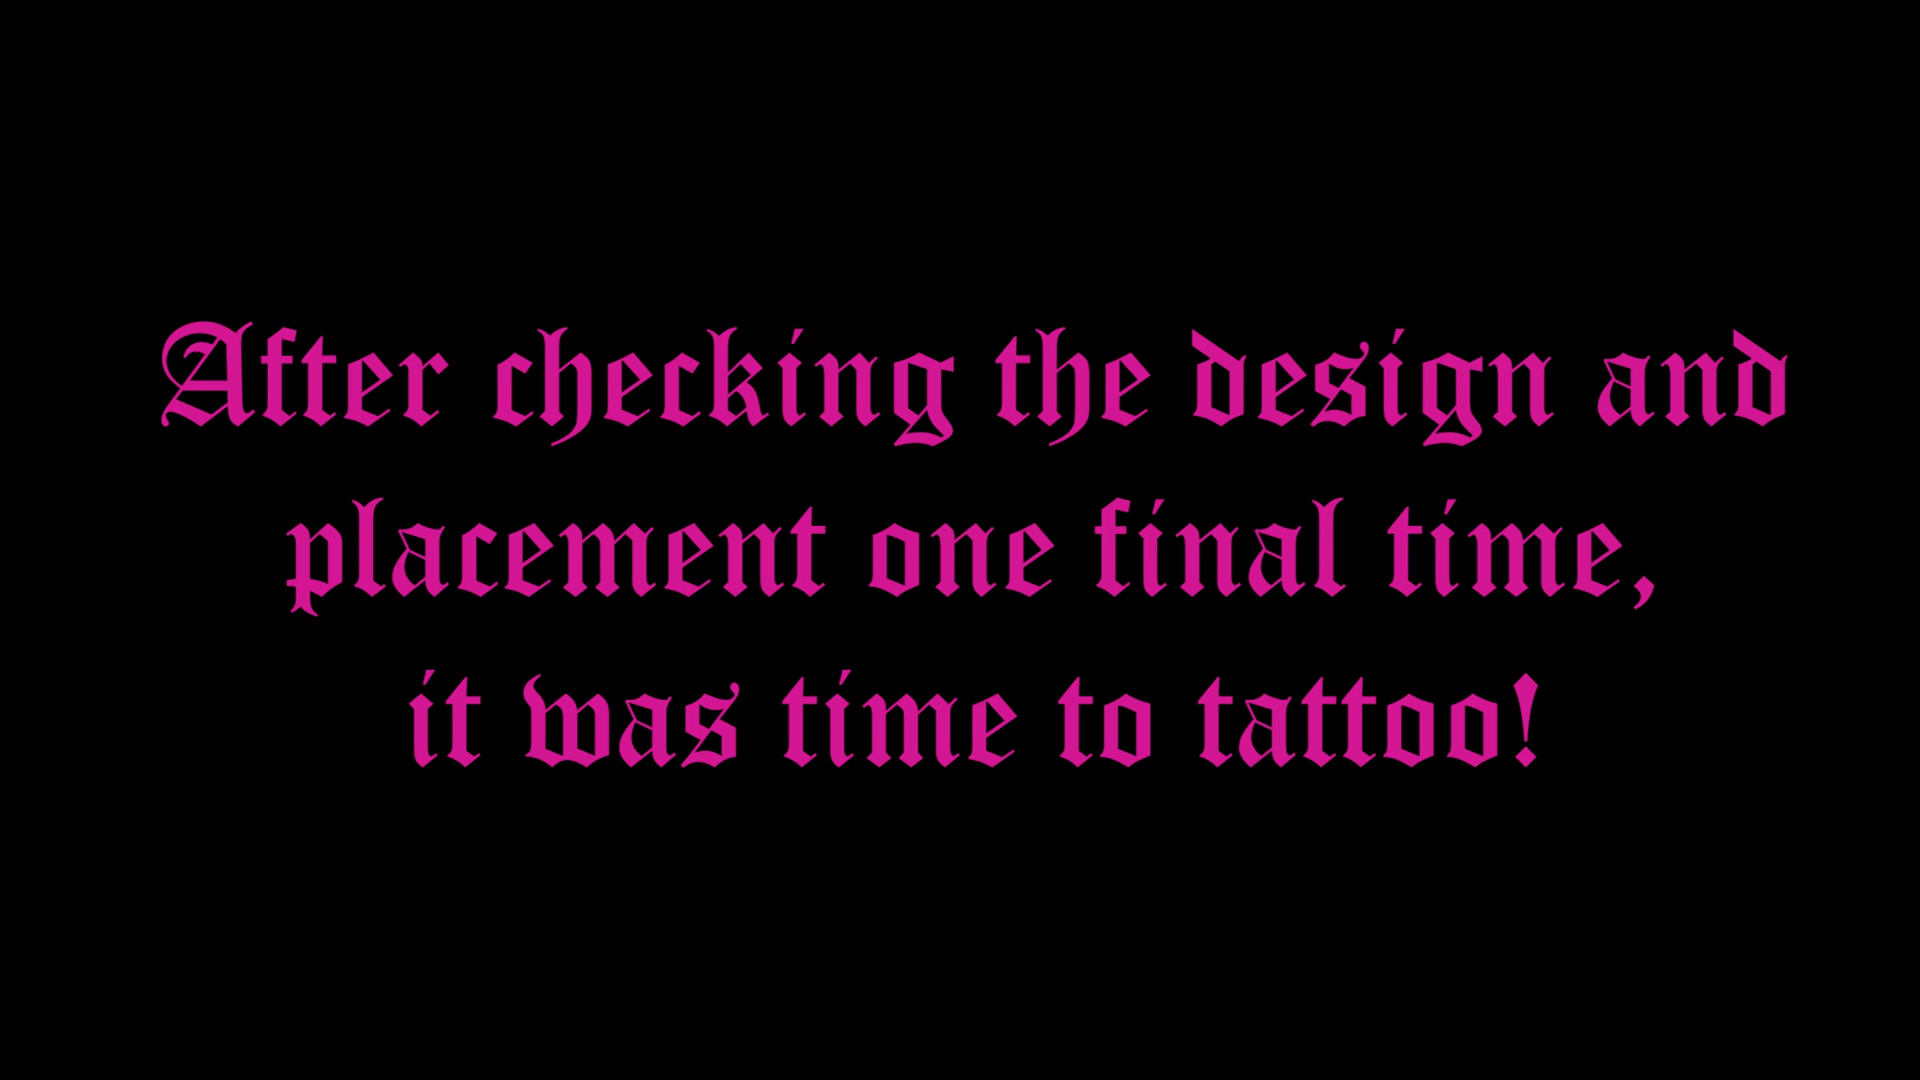 After checking the design and
placement one final time,
it was time to tattoo!